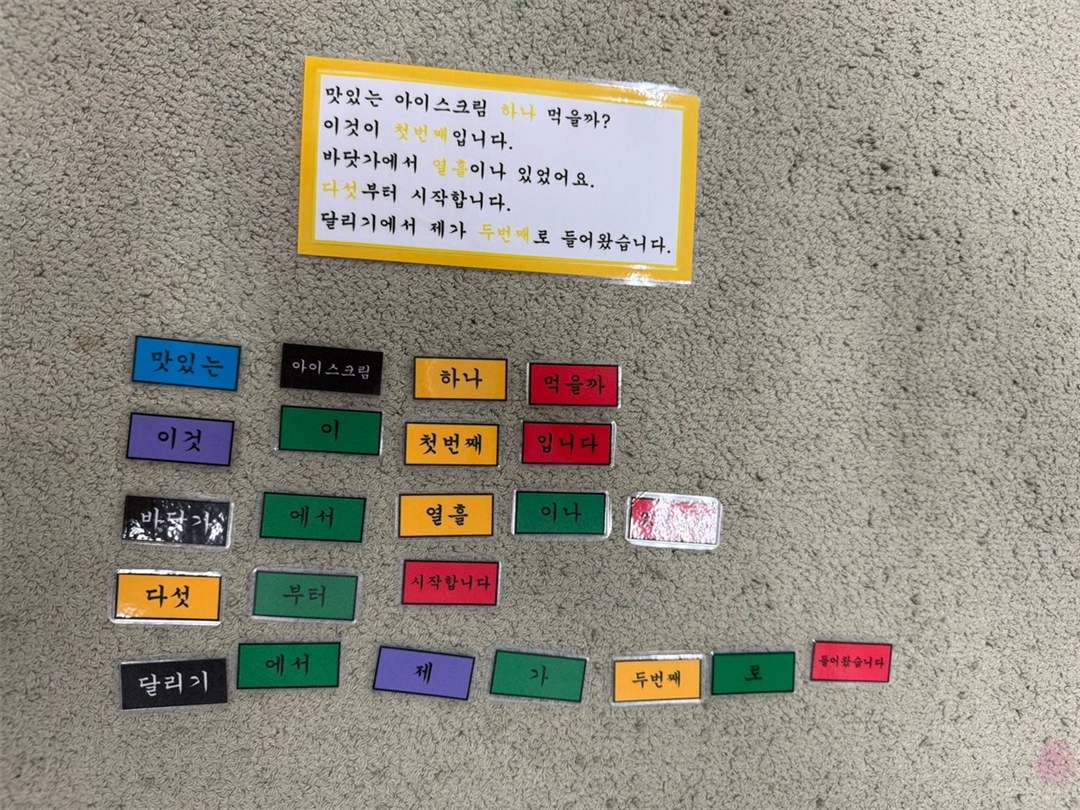 맛있는 아이스크림 하나 먹을까?
이것이 첫번째입니다.
바닷가에서 열흘이나 있었어요.
다섯부터 시작합니다.
달리기에서 제가 두번째로 들어왔습니다.
맛있는 아이스크림 하나 먹을까
이것 이 첫번째 입니다
바닷가 에서 열흘 이나
다섯 부터 시작합니다
달리기 에서 제 가 두번째 로 들어왔습니다